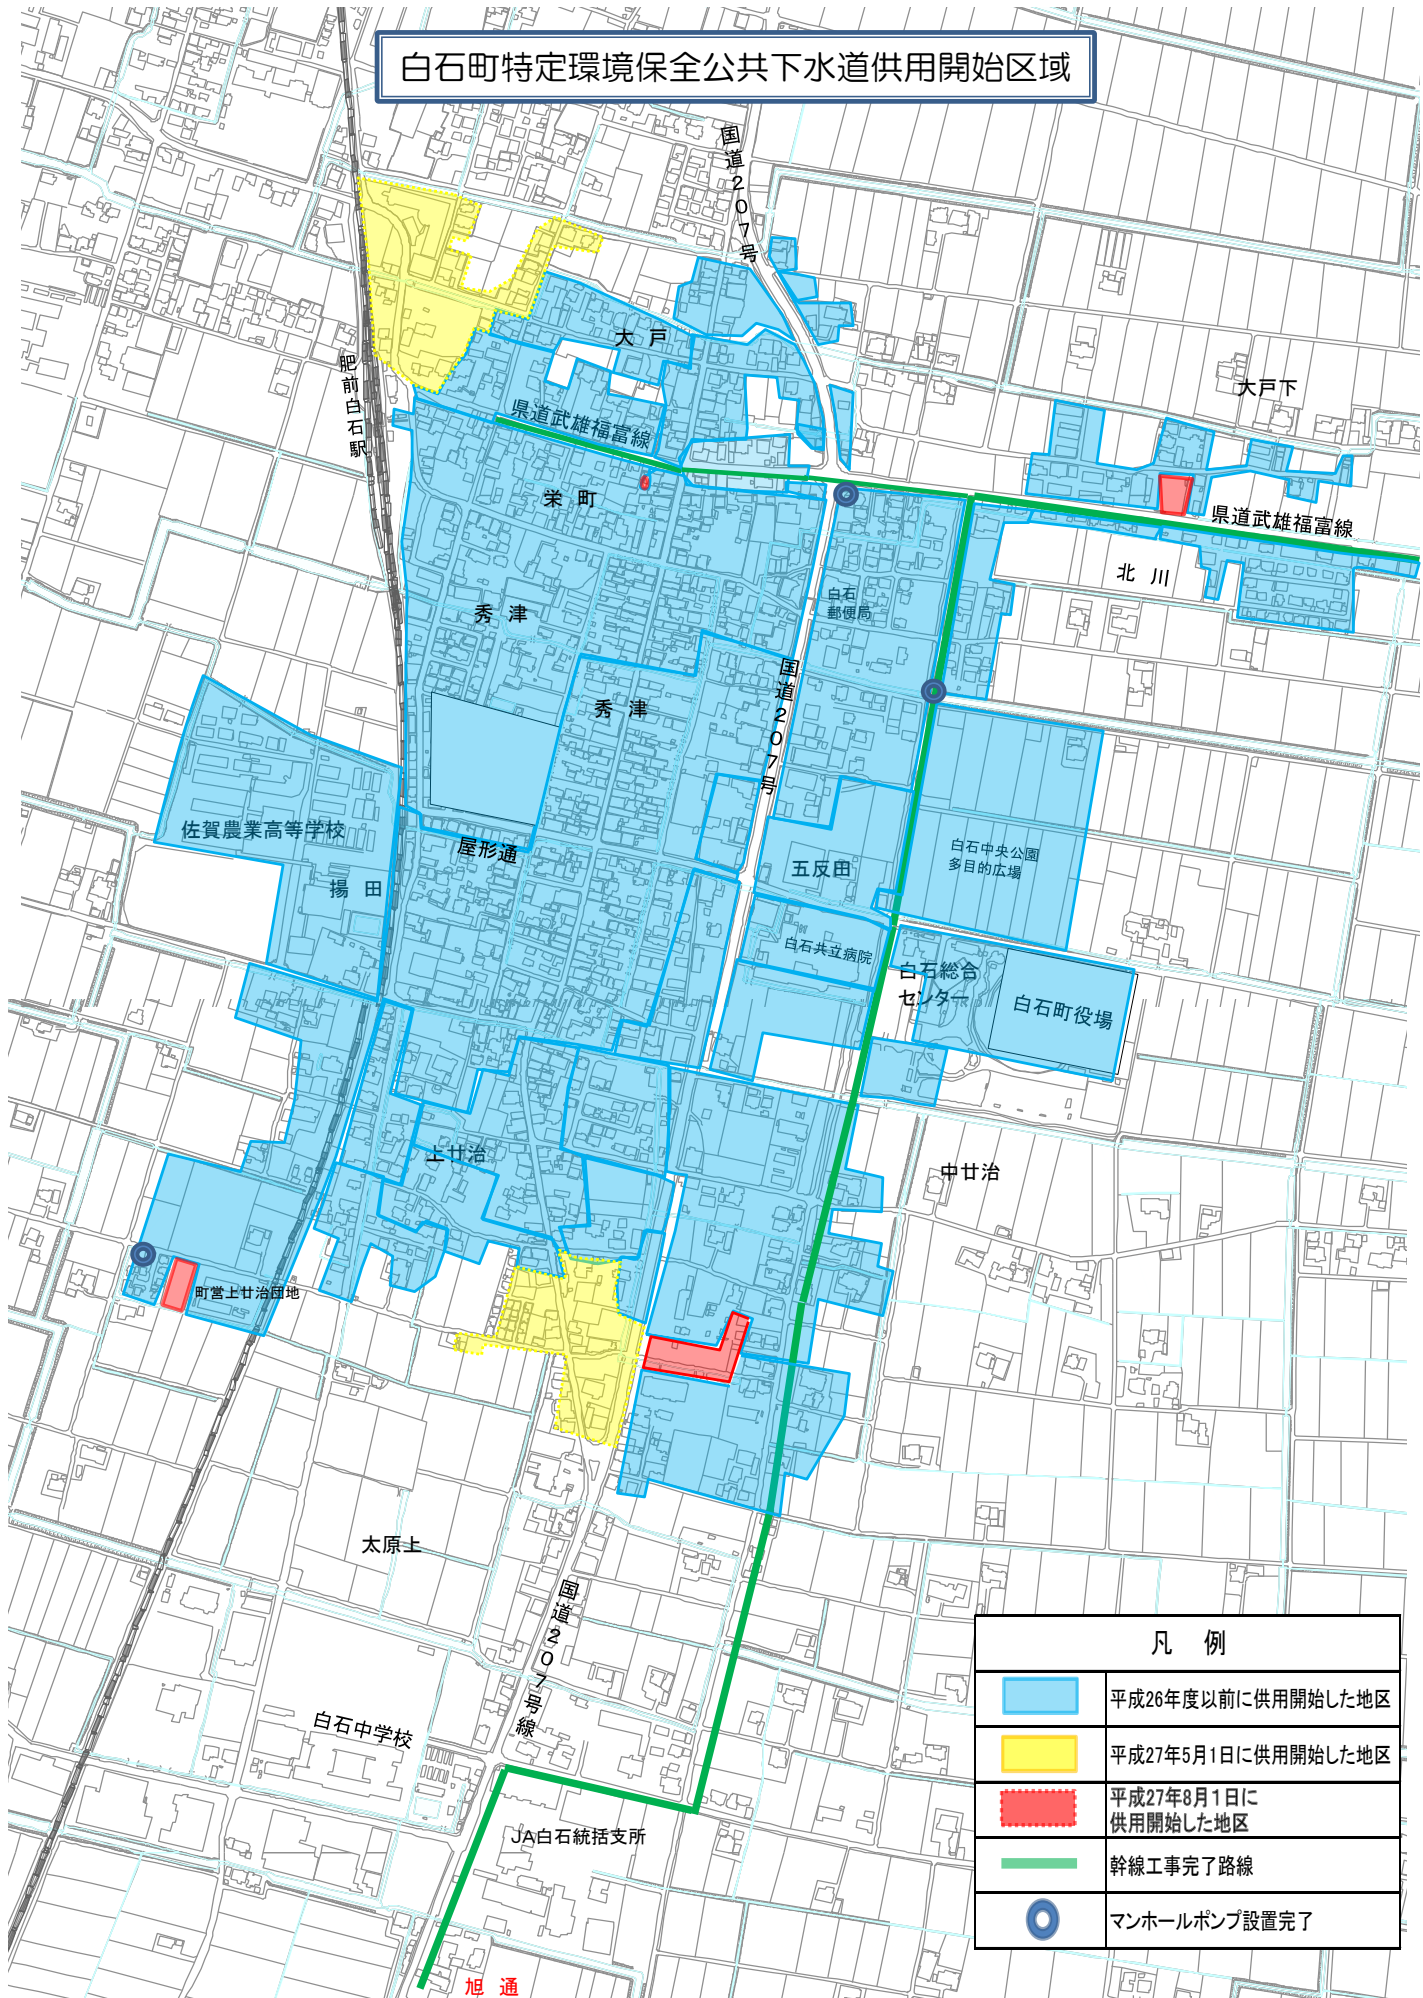 白石町特定環境保全公共下水道供用開始区域
国道207号
大戸
肥前白石駅
大戸下
県道武雄福富線
栄町
県道武雄福富線
北川
白石
郵便局
秀津
国道207号
秀津
佐賀農業高等学校
屋形通
白石中央公園
多目的広場
五反田
揚田
白石共立病院
白石総合
センター
白石町役場
上廿治
中廿治
町営上廿治団地
太原上
国道207号線
白石中学校
JA白石統括支所
旭通
凡例
平成26年度以前に供用開始した地区
平成27年5月1日に供用開始した地区
平成27年8月1日に
供用開始した地区
幹線工事完了路線
マンホールポンプ設置完了